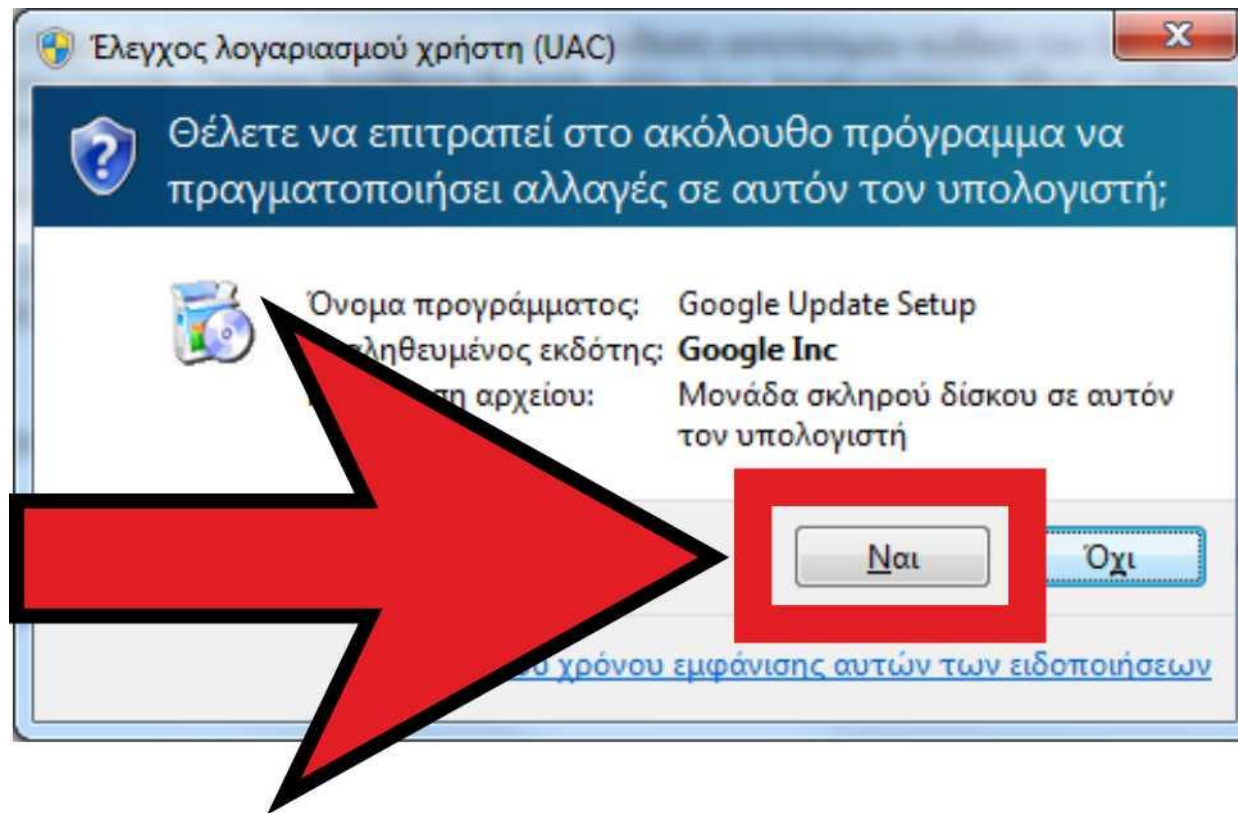 Έλεγχος λογαριασμού χρήστη (UAC)
Θέλετε να επιτραπεί στο ακόλουθο πρόγραμμα να
πραγματοποιήσει αλλαγές σε αυτόν τον υπολογιστή;
Όνομα προγράμματος: Google Update Setup
εκδότης: Google Inc
αρχείου: Μονάδα σκληρού δίσκου σε αυτόν
τον υπολογιστή
Ναι Όχι
χρόνου εμφάνισης αυτών των ειδοποιήσεων